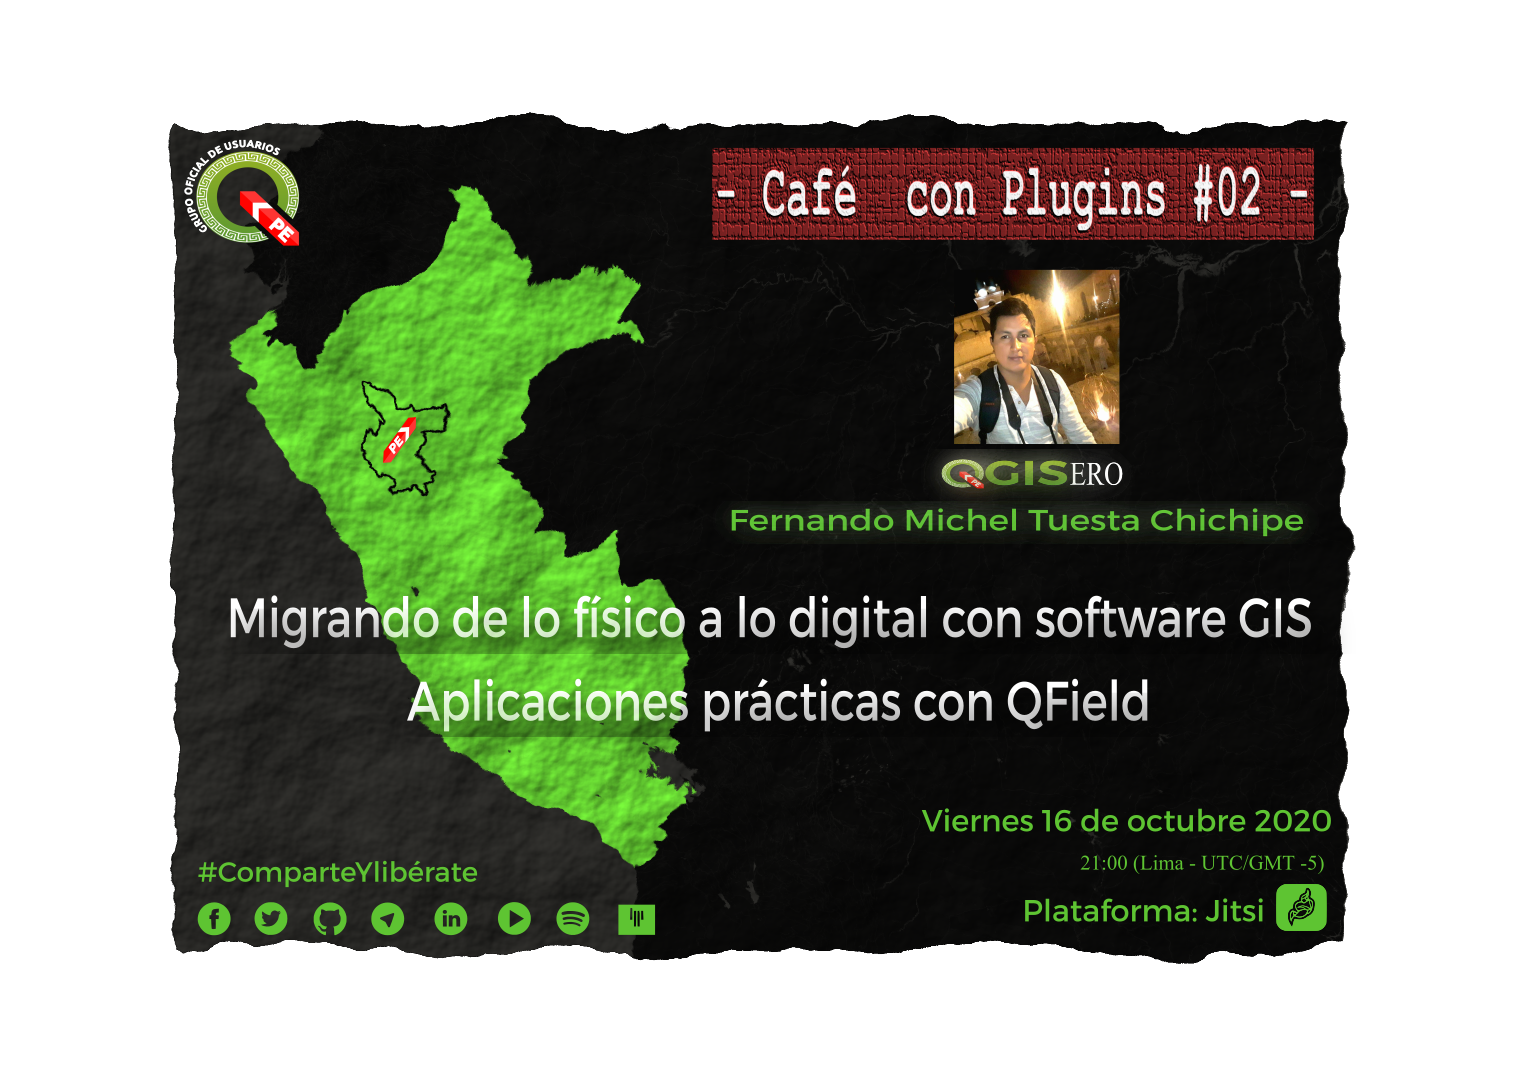 GRUPO OFICIAL DE USUARIOS
PE
- Café con Plugins #02 -
PE
QGISERO
PE
Fernando Michel Tuesta Chichipe
Migrando de lo físico a lo digital con software GIS
Aplicaciones prácticas con QField
Viernes 16 de octubre 2020
21:00 (Lima - UTC/GMT -5)
Plataforma: Jitsi
#ComparteYlibérate